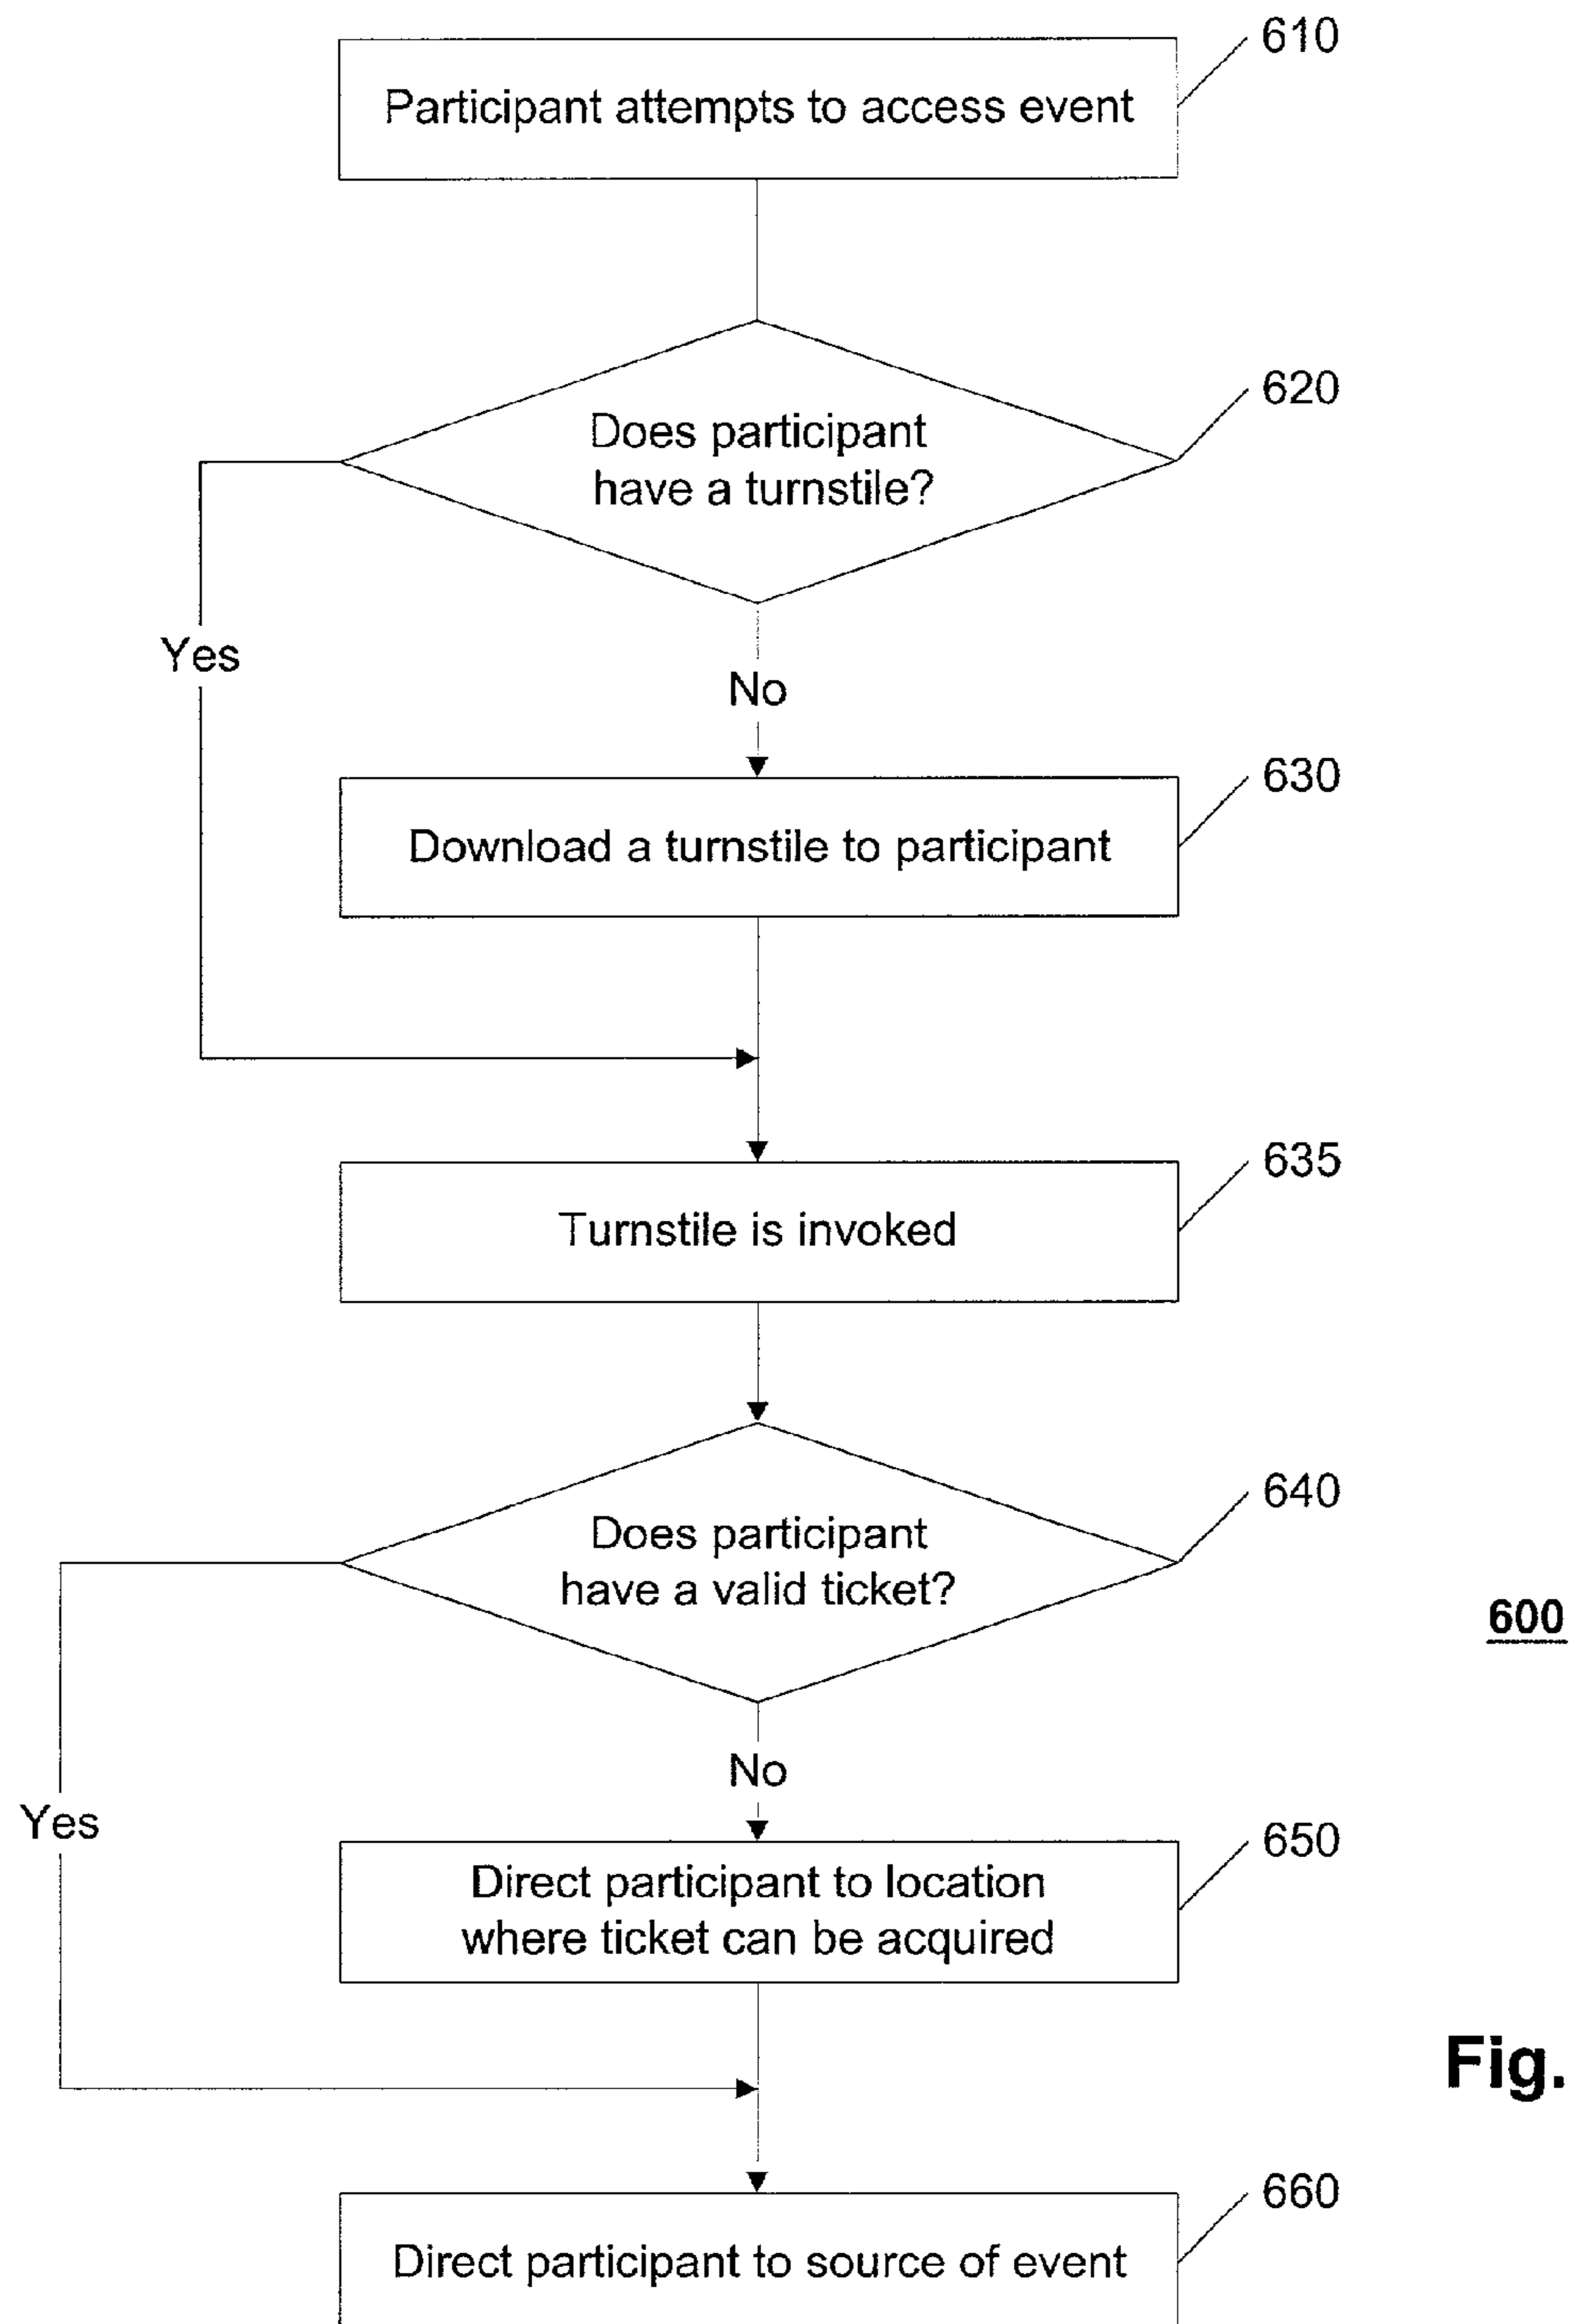 610
Participant attempts to access event
620
Does participant
have a turnstile?
Yes
No
630
Download a turnstile to participant
635
Turnstile is invoked
640
Does participant
have a valid ticket?
600
No
Yes
650
Direct participant to location
where ticket can be acquired
Fig.
660
Direct participant to source of event